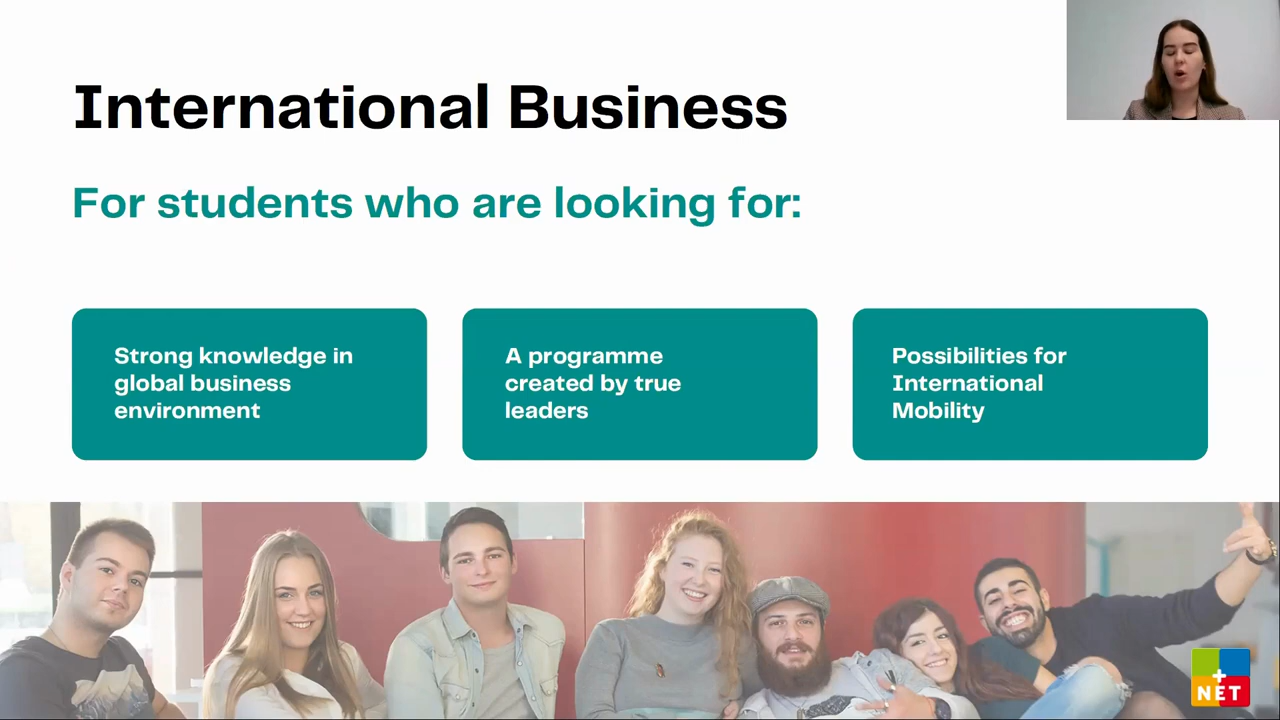 International Business
For students who are looking for:
Strong knowledge in
global business
environment
A programme
created by true
leaders
Possibilities for
International
Mobility
+
NET